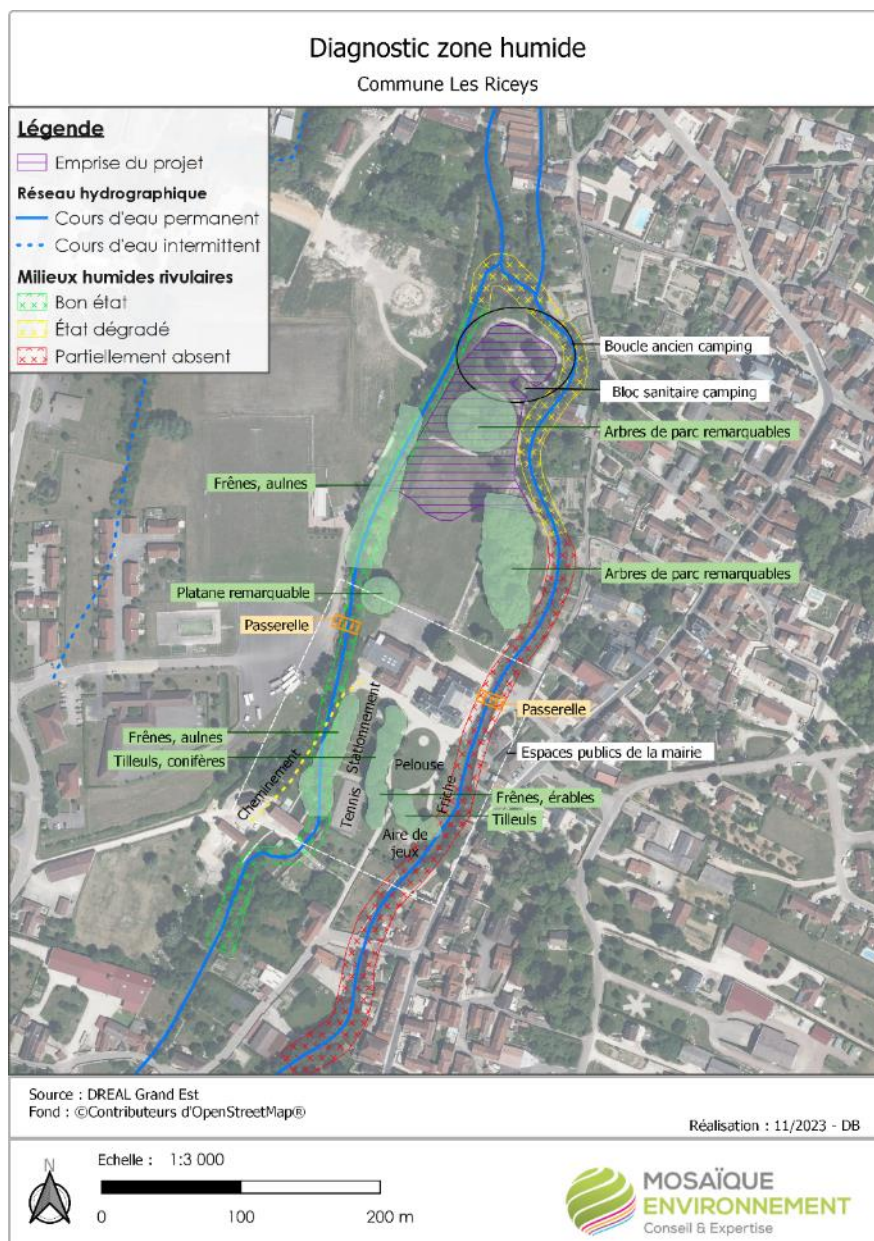 Diagnostic zone humide
Commune Les Riceys
Légende
Emprise du projet
Réseau hydrographique
Cours d'eau permanent
Cours d'eau intermittent
Milieux humides rivulaires
Bon état
État dégradé
Partiellement absent
Boucle ancien camping
Bloc sanitaire camping
Arbres de parc remarquables
Frênes, aulnes
Arbres de parc remarquables
Platane remarquable
Passerelle
Passerelle
Frênes, aulnes
Espaces publics de la mairie
Tilleuls, conifères
Stationnement
Pelouse
Cheminement
Tennis
Friche
Frênes, érables
Tilleuls
Aire de
jeux
Source : DREAL Grand Est
Fond : ©Contributeurs d'OpenStreetMap®
Réalisation : 11/2023 - DB
N
Echelle : 1:3 000
0 100 200 m
MOSAÏQUE
ENVIRONNEMENT
Conseil & Expertise